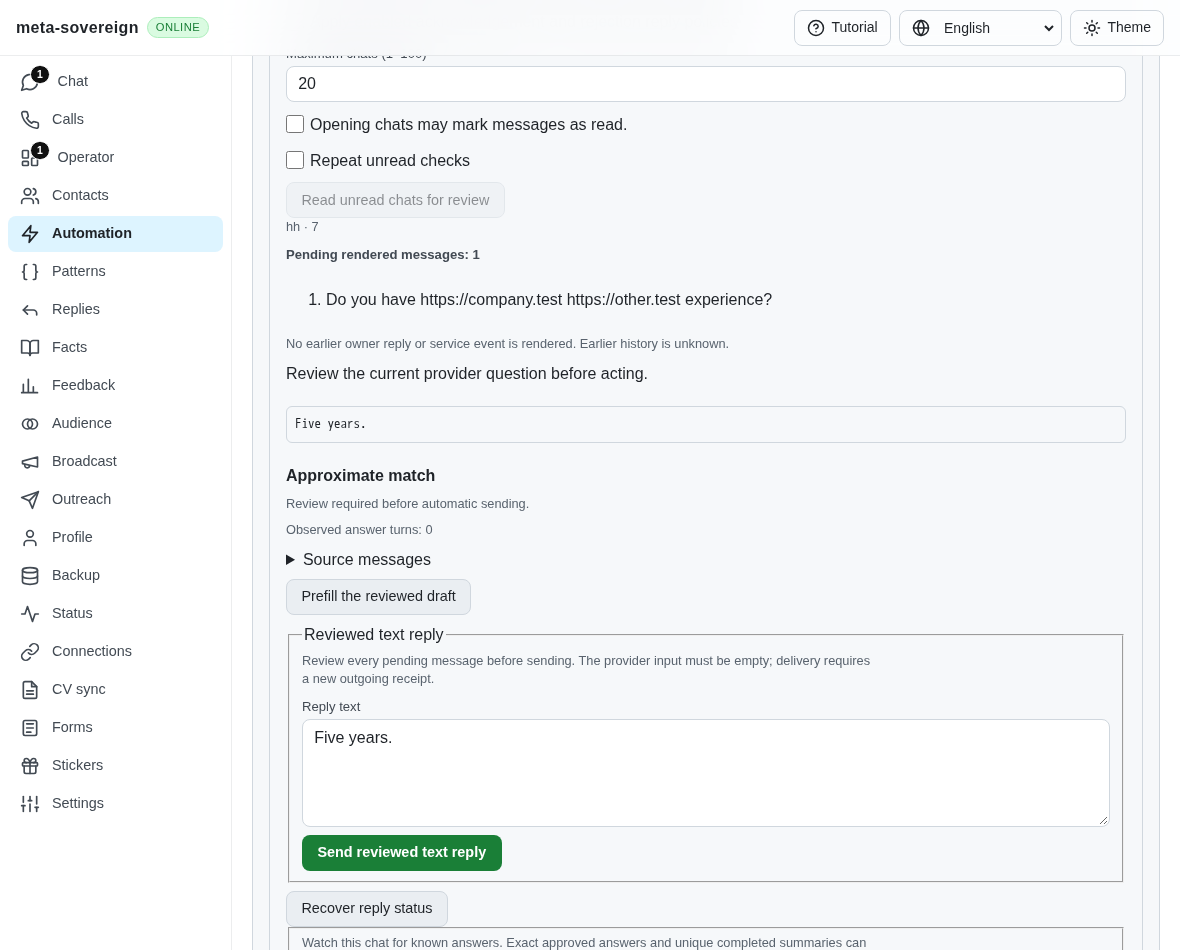 meta-sovereign ONLINE
Tutorial
English
Theme
1
Chat
Calls
1
Operator
Contacts
Automation
Patterns
Replies
Facts
Feedback
Audience
Broadcast
Outreach
Profile
Backup
Status
Connections
CV sync
Forms
Stickers
Settings
Maximum chats (1–100)
20
Opening chats may mark messages as read.
Repeat unread checks
Read unread chats for review
hh · 7
Pending rendered messages: 1
1. Do you have https://company.test https://other.test experience?
No earlier owner reply or service event is rendered. Earlier history is unknown.
Review the current provider question before acting.
Five years.
Approximate match
Review required before automatic sending.
Observed answer turns: 0
Source messages
Prefill the reviewed draft
Reviewed text reply
Review every pending message before sending. The provider input must be empty; delivery requires
a new outgoing receipt.
Reply text
Five years.
Send reviewed text reply
Recover reply status
Watch this chat for known answers. Exact approved answers and unique completed summaries can